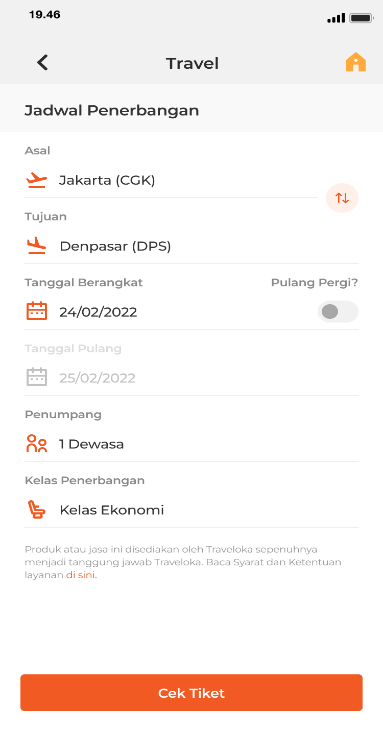 19.46
Travel
Jadwal Penerbangan
Asal
Jakarta (CGK)
Tujuan
Denpasar (DPS)
Tanggal Berangkat
Pulang Pergi?
24/02/2022
Tanggal Pulang
25/02/2022
Penumpang
1 Dewasa
Kelas Penerbangan
Kelas Ekonomi
Produk atau jasa ini disediakan oleh Traveloka sepenuhnya
menjadi tanggung jawab Traveloka. Baca Syarat dan Ketentuan
layanan di sini.
Cek Tiket